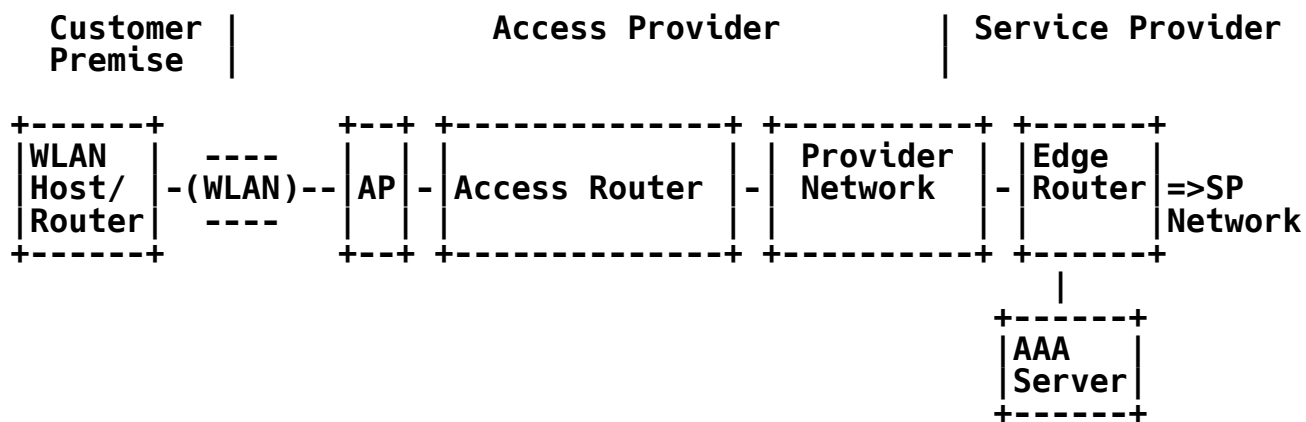 Customer |                 Access Provider           | Service Provider
  Premise  |                                           |

+------+            +--+ +--------------+ +----------+ +------+
|WLAN  |  ----      |  | |              | | Provider | |Edge  |
|Host/ |-(WLAN)--|AP|-|Access Router |-| Network  |-|Router|=>SP
|Router|  ----      |  | |              | |          | |      |Network
+------+            +--+ +--------------+ +----------+ +------+
                                                          |
                                                       +------+
                                                       |AAA   |
                                                       |Server|
                                                       +------+